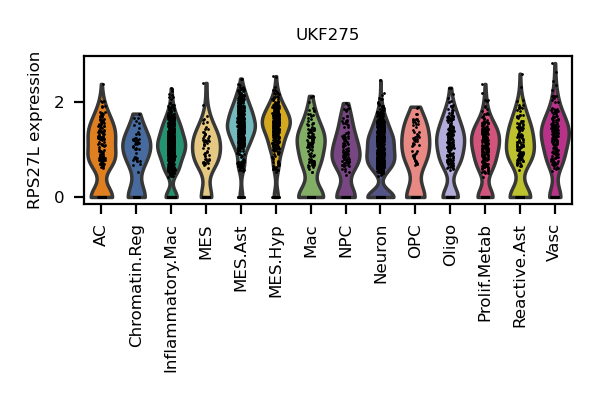 UKF275
RPS27L expression
2
0
AC
Chromatin.Reg
Inflammatory.Mac
MES
MES.Ast
MES.Hyp
Mac
NPC
Neuron
OPC
Oligo
Prolif.Metab
Reactive.Ast
Vasc